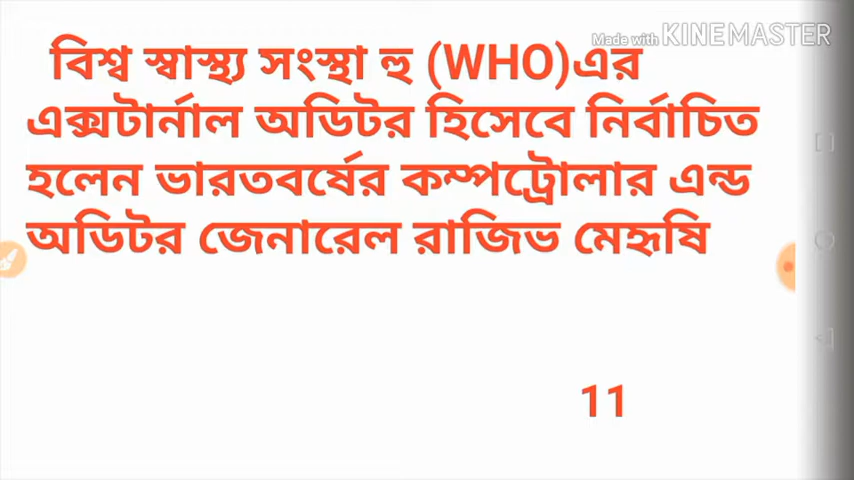 Made with KINEMASTER
বিশ্ব স্বাস্থ্য সংস্থা হু (WHO)এর
এক্সটার্নাল অডিটর হিসেবে নির্বাচিত
হলেন ভারতবর্ষের কম্পট্রোলার এন্ড
অডিটর জেনারেল রাজিভ মেহৃষি
11